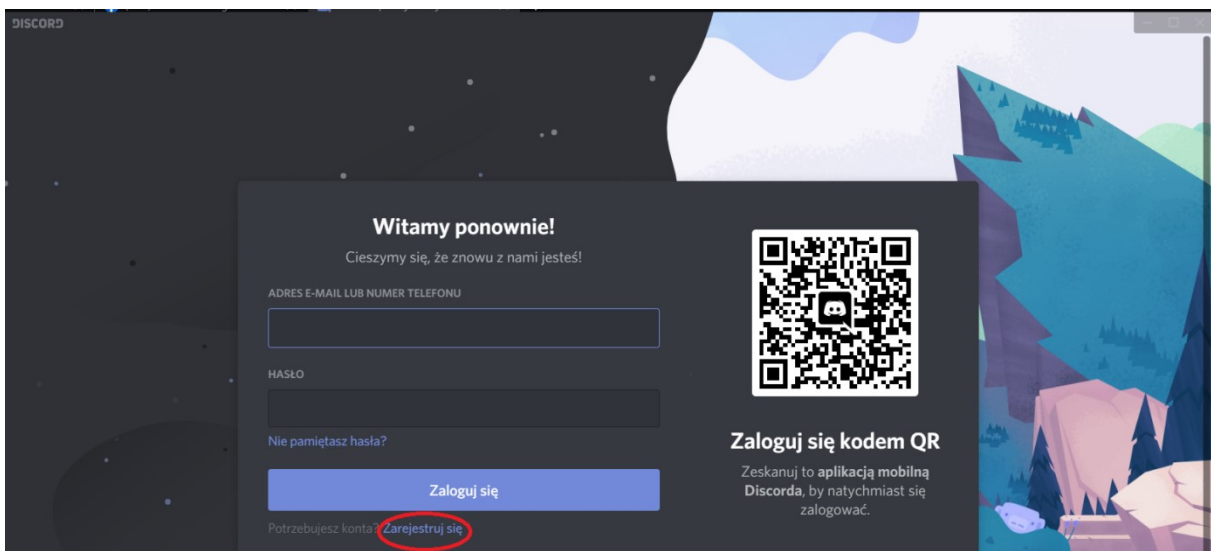 DISCORD
Witamy ponownie!
Cieszymy się, że znowu z nami jesteś!
ADRES E-MAIL LUB NUMER TELEFONU
HASŁO
Nie pamiętasz hasła?
Zaloguj się
Potrzebujesz konta? Zarejestruj się
Zaloguj się kodem QR
Zeskanuj to aplikacją mobilną
Discorda, by natychmiast się
zalogować.